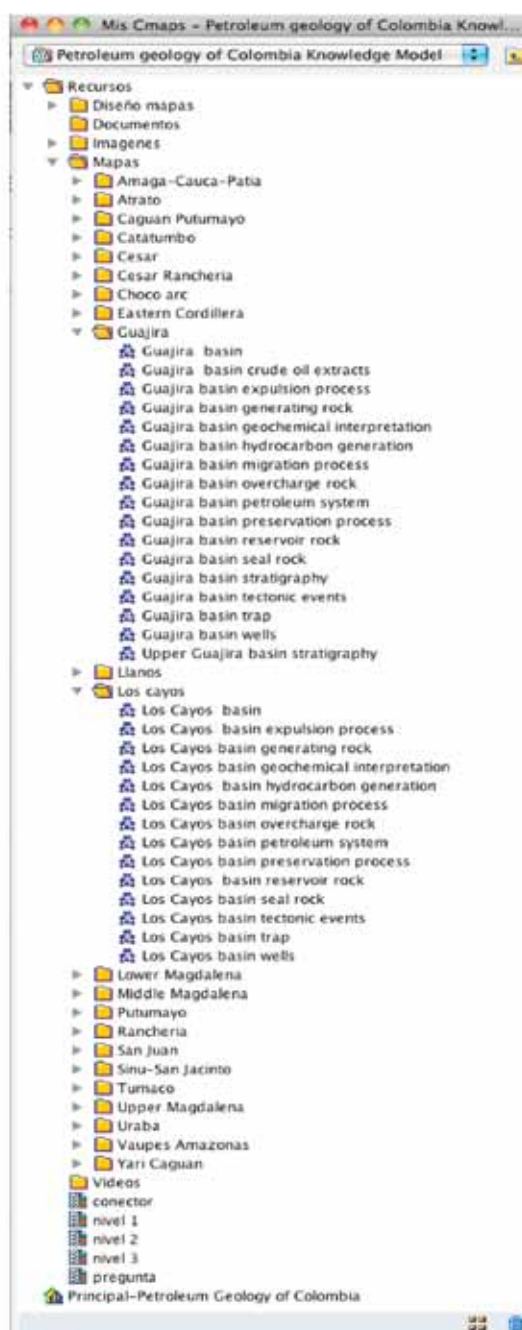 Mis Cmaps – Petroleum geology of Colombia Knowl...
Petroleum geology of Colombia Knowledge Model
Recursos
Diseño mapas
Documentos
Imagenes
Mapas
Amaga-Cauca-Patia
Atrato
Caguan Putumayo
Catatumbo
Cesar
Cesar Rancheria
Choco arc
Eastern Cordillera
Guajira
Guajira basin
Guajira basin crude oil extracts
Guajira basin expulsion process
Guajira basin generating rock
Guajira basin geochemical interpretation
Guajira basin hydrocarbon generation
Guajira basin migration process
Guajira basin overcharge rock
Guajira basin petroleum system
Guajira basin preservation process
Guajira basin reservoir rock
Guajira basin seal rock
Guajira basin stratigraphy
Guajira basin tectonic events
Guajira basin trap
Guajira basin wells
Upper Guajira basin stratigraphy
Llanos
Los cayos
Los Cayos basin
Los Cayos basin expulsion process
Los Cayos basin generating rock
Los Cayos basin geochemical interpretation
Los Cayos basin hydrocarbon generation
Los Cayos basin migration process
Los Cayos basin overcharge rock
Los Cayos basin petroleum system
Los Cayos basin preservation process
Los Cayos basin reservoir rock
Los Cayos basin seal rock
Los Cayos basin tectonic events
Los Cayos basin trap
Los Cayos basin wells
Lower Magdalena
Middle Magdalena
Putumayo
Rancheria
San Juan
Sinu-San Jacinto
Tumaco
Upper Magdalena
Uraba
Vaupes Amazonas
Yari Caguan
Videos
conector
nivel 1
nivel 2
nivel 3
pregunta
Principal-Petroleum Geology of Colombia